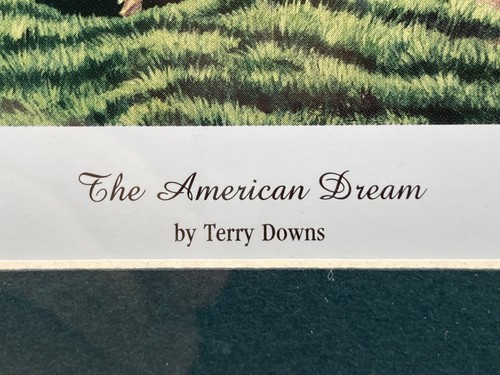 The American Dream
by Terry Downs